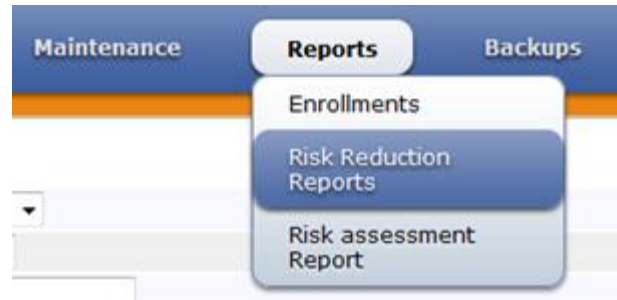 Maintenance Reports Backups
Enrollments
Risk Reduction
Reports
Risk assessment
Report